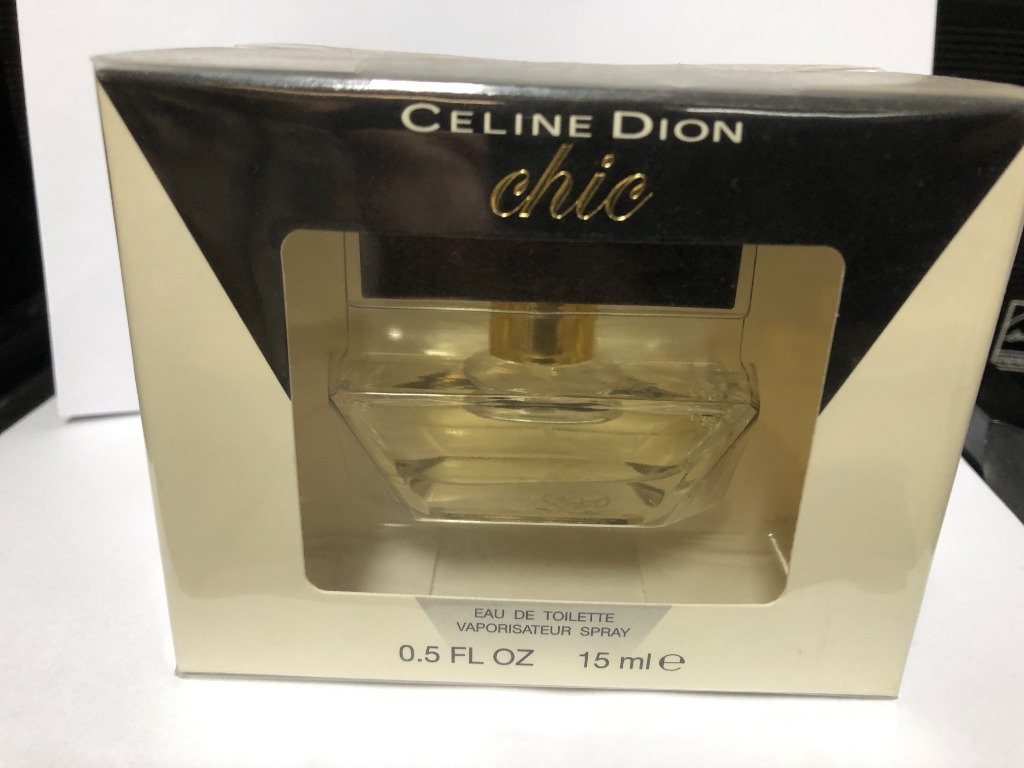 CELINE DION
chic
EAU DE TOILETTE
VAPORISATEUR SPRAY
0.5 FL OZ 15 ml ℮